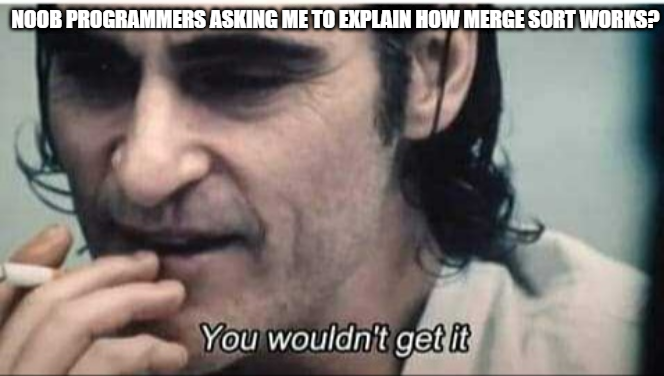 NOOB PROGRAMMERS ASKING ME TO EXPLAIN HOW MERGE SORT WORKS?
You wouldn't get it